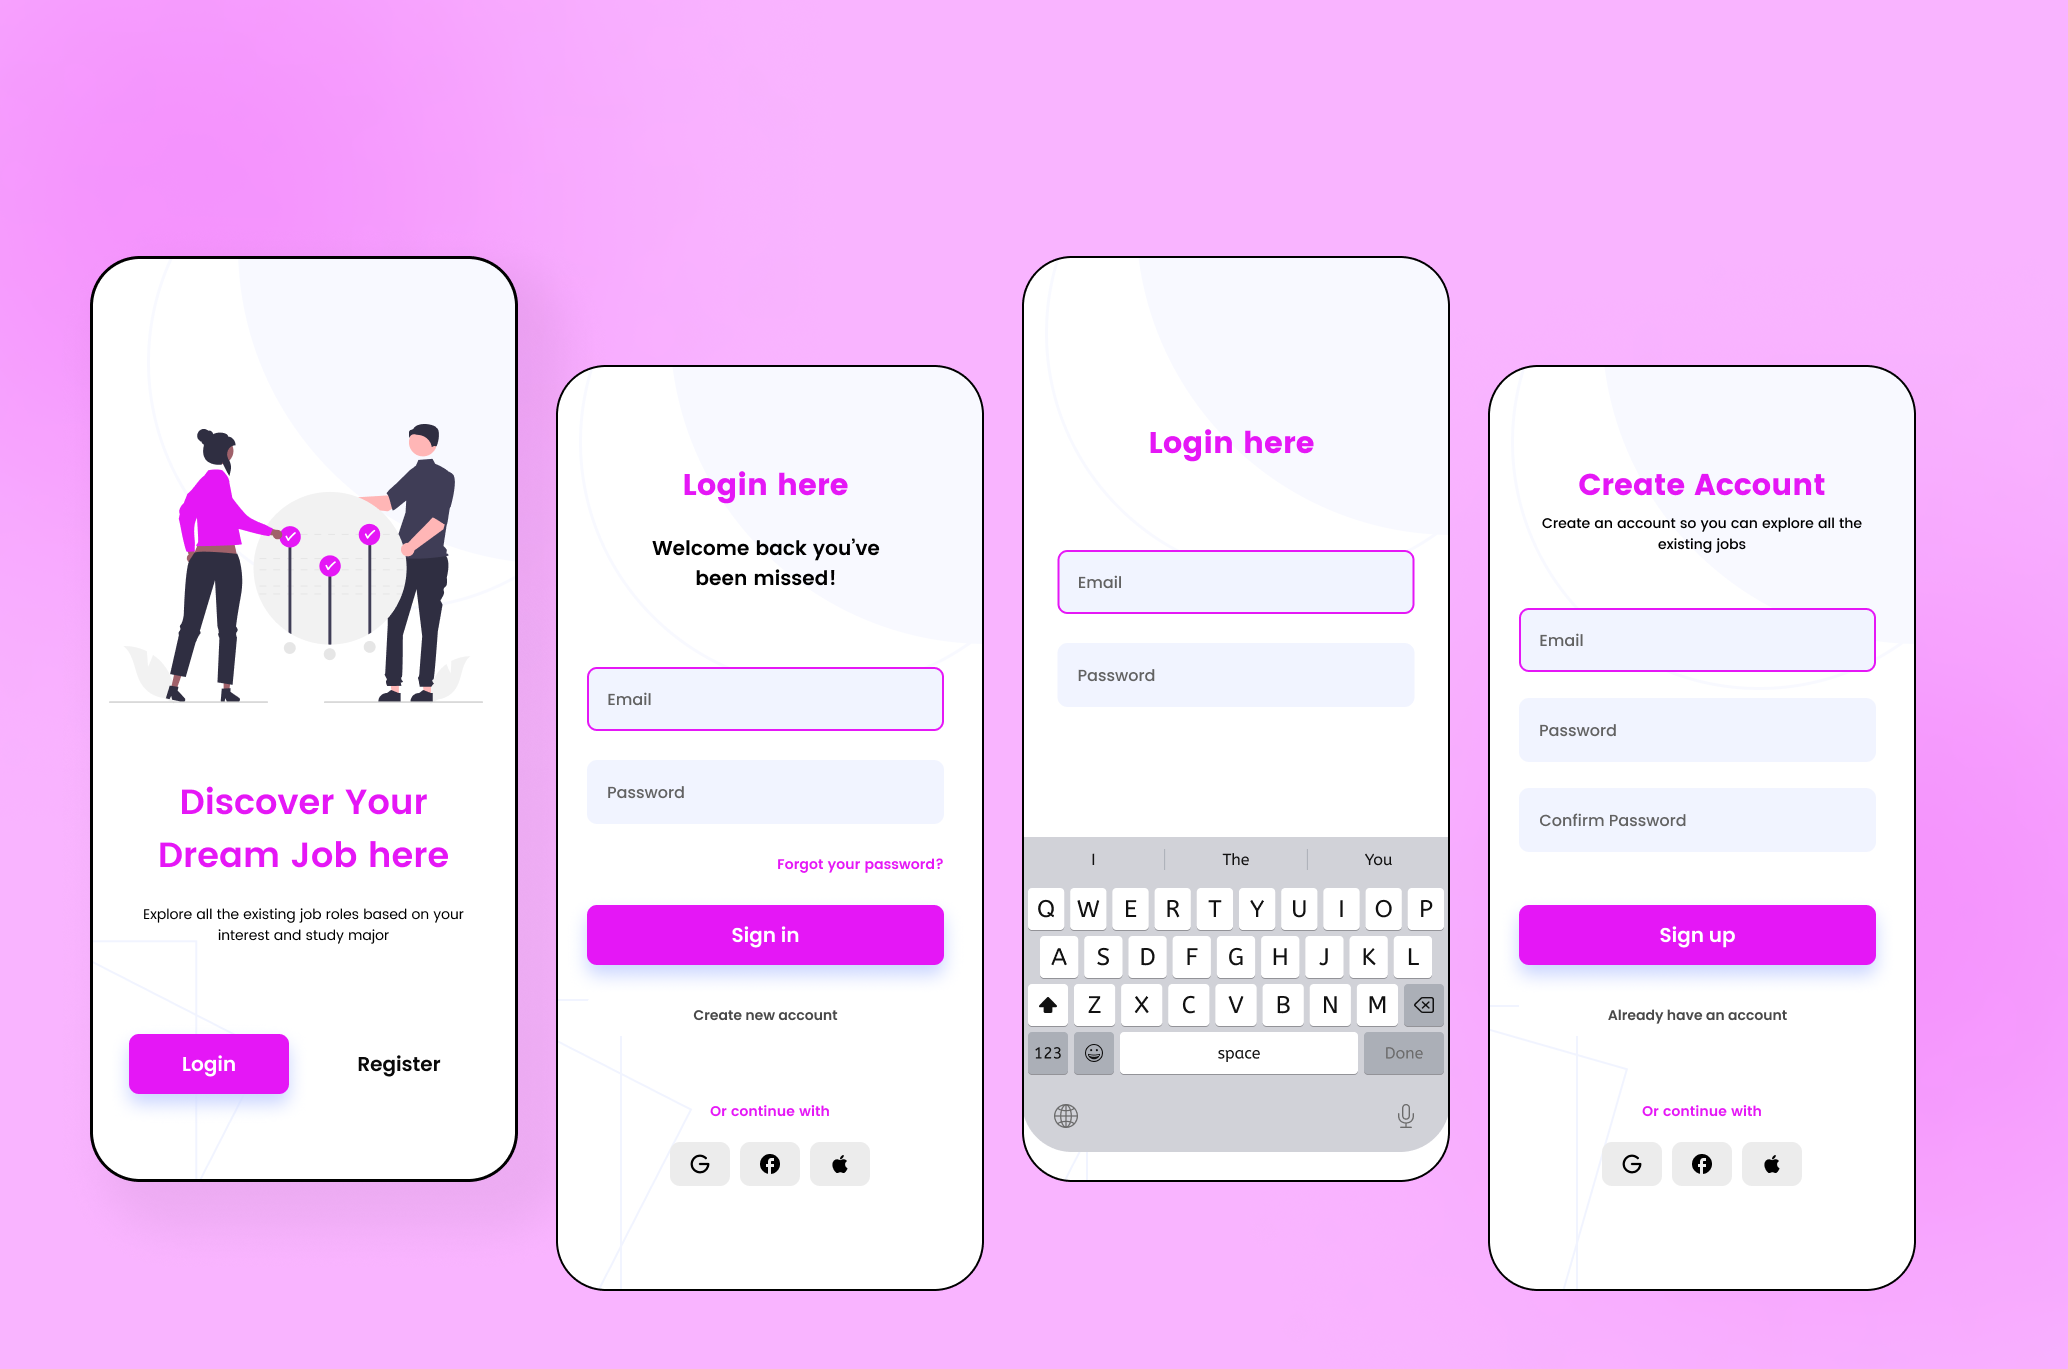 Discover Your
Dream Job here
Explore all the existing job roles based on your
interest and study major
Login
Register
Login here
Welcome back you’ve
been missed!
Email
Password
Forgot your password?
Sign in
Create new account
Or continue with
Login here
Email
Password
I The You
Q W E R T Y U I O P
A S D F G H J K L
Z X C V B N M
123 space Done
Create Account
Create an account so you can explore all the
existing jobs
Email
Password
Confirm Password
Sign up
Already have an account
Or continue with